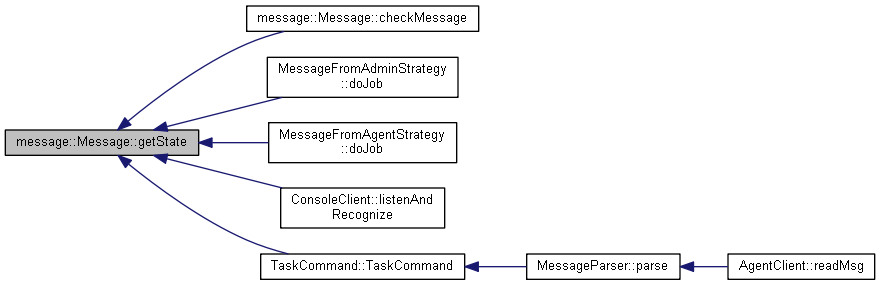 message::Message::checkMessage
MessageFromAdminStrategy
::doJob
message::Message::getState
MessageFromAgentStrategy
::doJob
ConsoleClient::listenAnd
Recognize
TaskCommand::TaskCommand
MessageParser::parse
AgentClient::readMsg